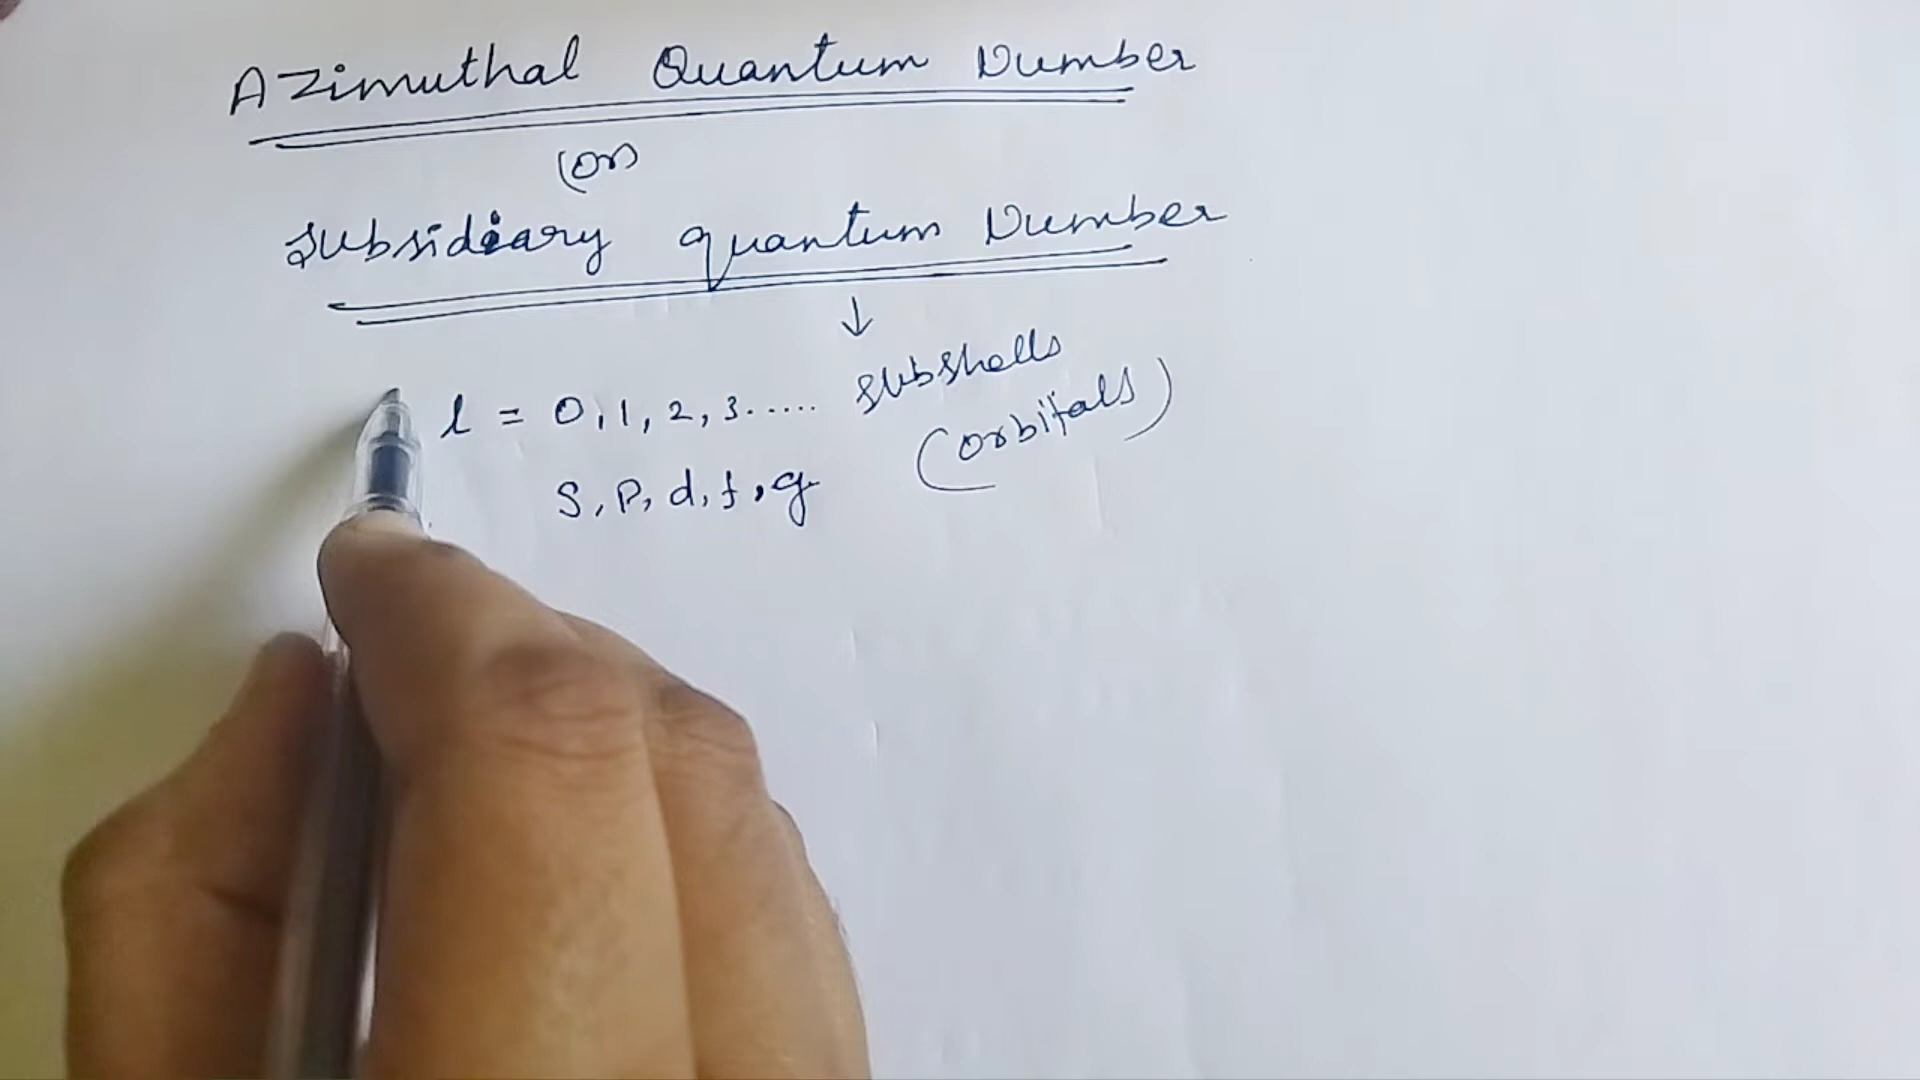 Azimuthal Quantum Number
(or)
Subsidiary quantum Number
↓
l = 0, 1, 2, 3..... subshells
(orbitals)
s, p, d, f, g